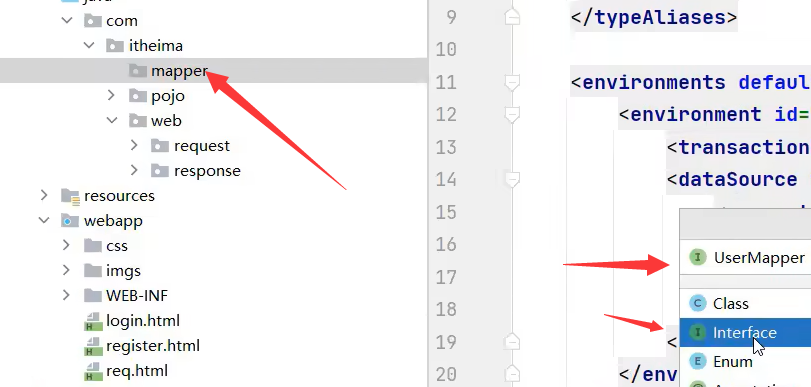 com
itheima
mapper
pojo
web
request
response
resources
webapp
css
imgs
WEB-INF
login.html
register.html
req.html
9 </typeAliases>
10
11 <environments defaul
12 <environment id=
13 <transaction
14 <dataSource
15
16
17
18
19 <
20 </env
UserMapper
Class
Interface
Enum